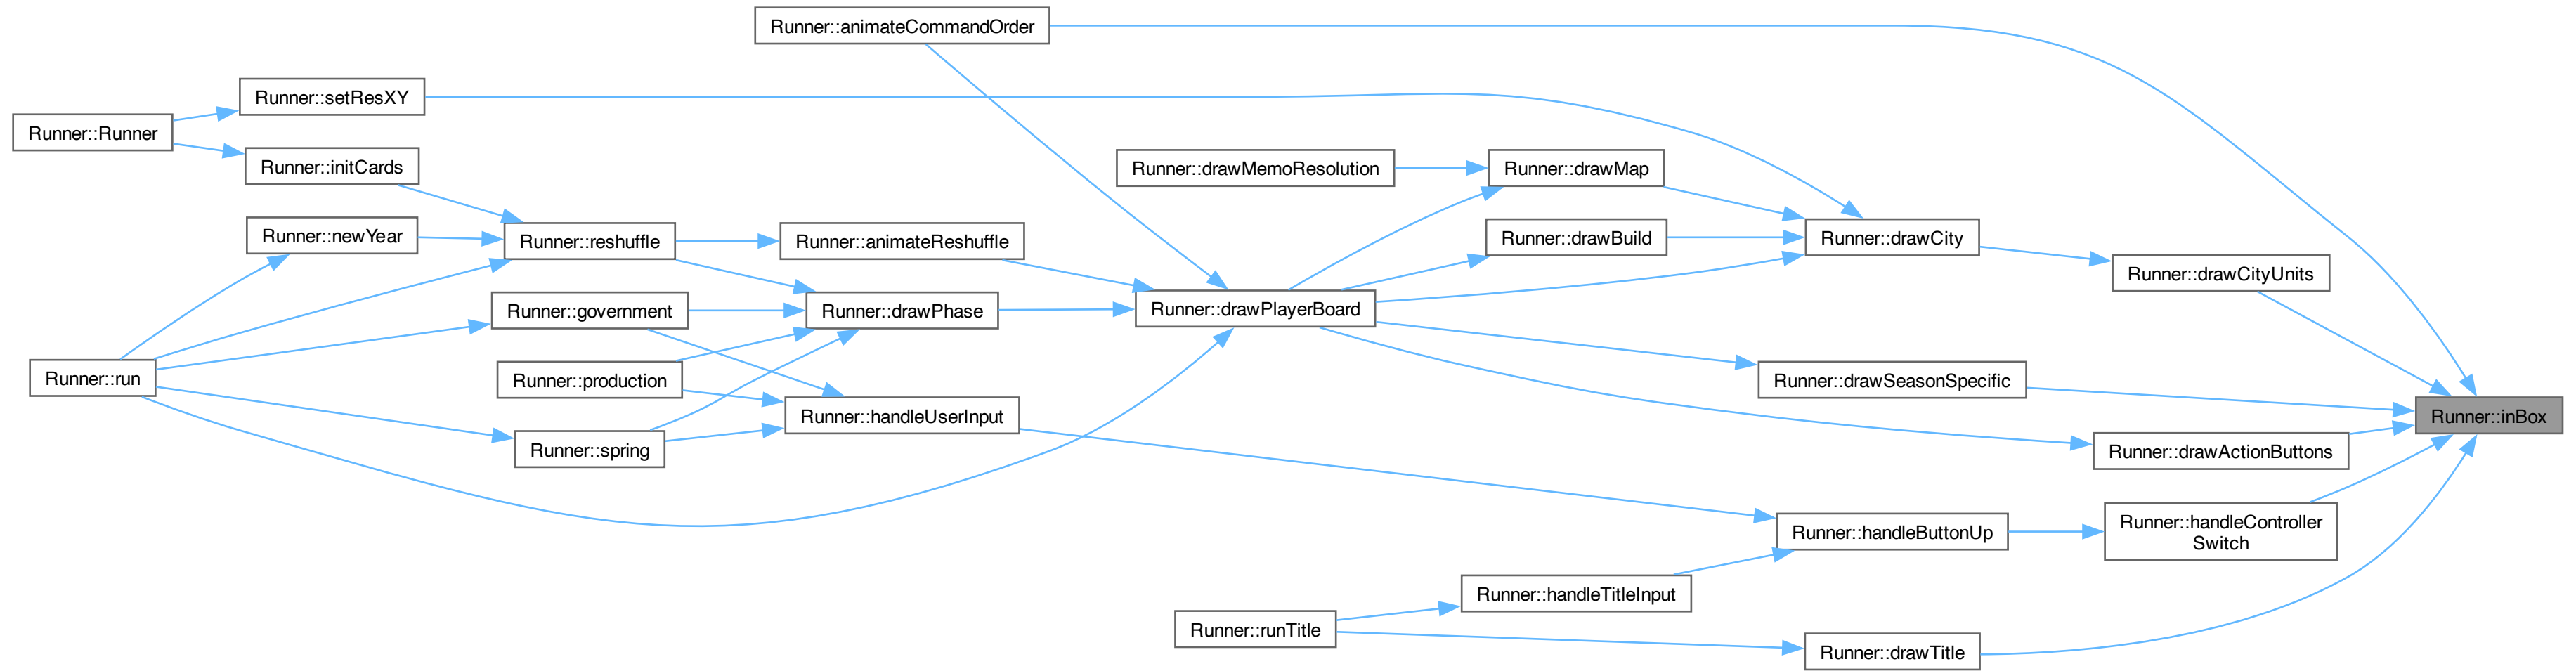 Runner::animateCommandOrder
Runner::setResXY
Runner::Runner
Runner::initCards
Runner::drawMemoResolution
Runner::drawMap
Runner::newYear
Runner::reshuffle
Runner::animateReshuffle
Runner::drawBuild
Runner::drawCity
Runner::drawCityUnits
Runner::government
Runner::drawPhase
Runner::drawPlayerBoard
Runner::run
Runner::production
Runner::drawSeasonSpecific
Runner::handleUserInput
Runner::inBox
Runner::spring
Runner::drawActionButtons
Runner::handleButtonUp
Runner::handleController
Switch
Runner::handleTitleInput
Runner::runTitle
Runner::drawTitle